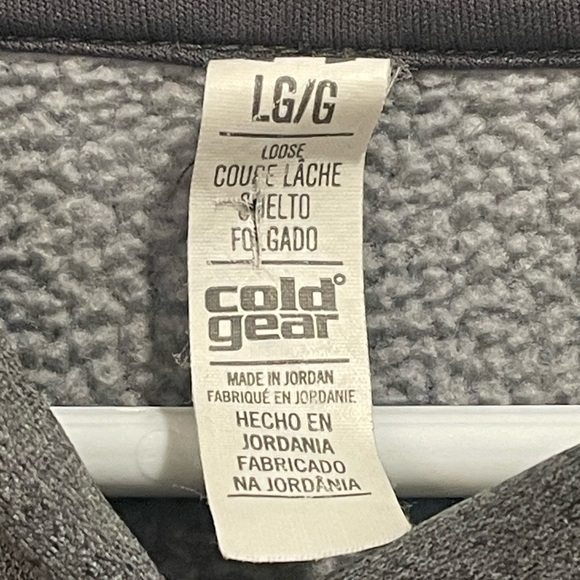 LG/G
LOOSE
COUPE LÂCHE
SUELTO
FOLGADO
cold°
gear
MADE IN JORDAN
FABRIQUÉ EN JORDANIE
HECHO EN
JORDANIA
FABRICADO
NA JORDÂNIA